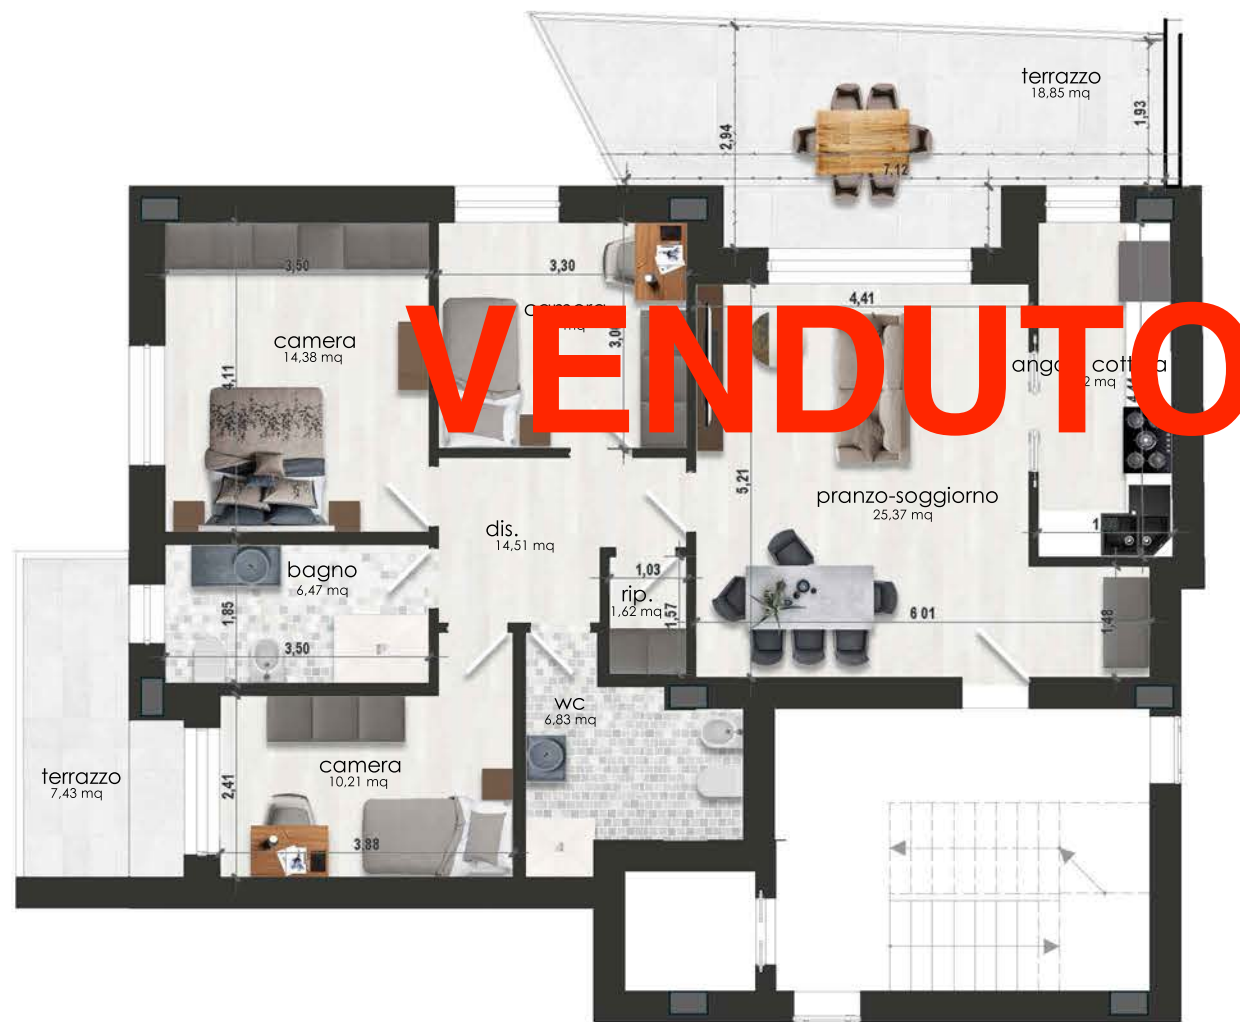 terrazzo
18,85 mq
1,93
2,94
7,12
3,50
3,30
4,41
camera
14,38 mq
4,11
VENDUTO
5,21
pranzo-soggiorno
25,37 mq
dis.
14,51 mq
bagno
6,47 mq
1,85
3,50
1,03
rip.
1,62 mq
1,57
6 01
1,48
wc
6,83 mq
camera
10,21 mq
2,41
3,88
terrazzo
7,43 mq